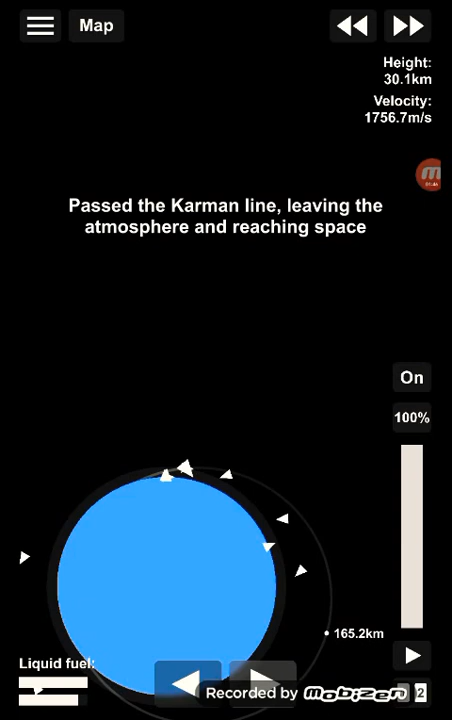 Map
Height:
30.1km
Velocity:
1756.7m/s
Passed the Karman line, leaving the
atmosphere and reaching space
On
100%
165.2km
Liquid fuel:
Recorded by mobizen
2